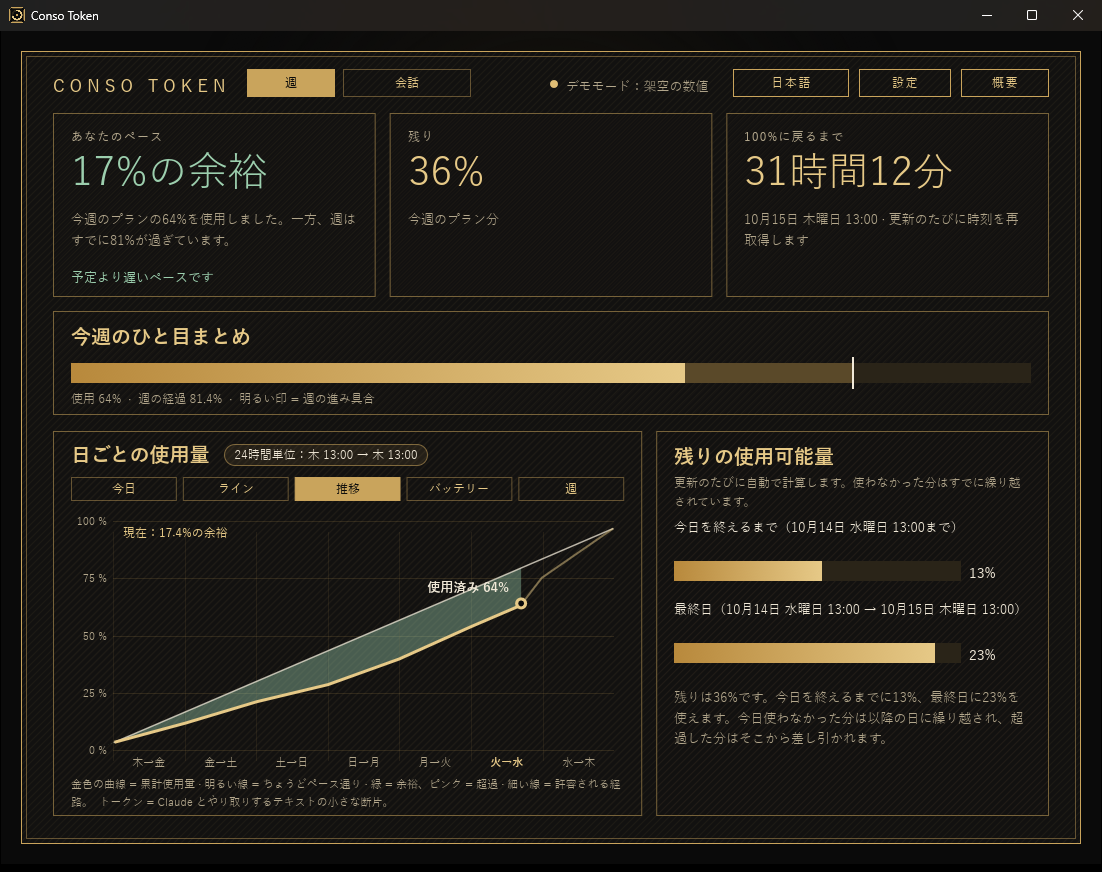 Conso Token
CONSO TOKEN
週
会話
デモモード：架空の数値
日本語
設定
概要
あなたのペース
17%の余裕
今週のプランの64%を使用しました。一方、週は
すでに81%が過ぎています。
予定より遅いペースです
残り
36%
今週のプラン分
100%に戻るまで
31時間12分
10月15日 木曜日 13:00 · 更新のたびに時刻を再
取得します
今週のひと目まとめ
使用 64% · 週の経過 81.4% · 明るい印 = 週の進み具合
日ごとの使用量
24時間単位：木 13:00 → 木 13:00
今日
ライン
推移
バッテリー
週
100 %
現在：17.4%の余裕
75 %
使用済み 64%
50 %
25 %
0 %
木→金
金→土
土→日
日→月
月→火
火→水
水→木
金色の曲線 = 累計使用量 · 明るい線 = ちょうどペース通り · 緑 = 余裕、ピンク = 超過 · 細い線 = 許容される経
路。 トークン = Claude とやり取りするテキストの小さな断片。
残りの使用可能量
更新のたびに自動で計算します。使わなかった分はすでに繰り越
されています。
今日を終えるまで（10月14日 水曜日 13:00まで）
13%
最終日（10月14日 水曜日 13:00 → 10月15日 木曜日 13:00）
23%
残りは36%です。今日を終えるまでに13%、最終日に23%を
使えます。今日使わなかった分は以降の日に繰り越され、超
過した分はそこから差し引かれます。